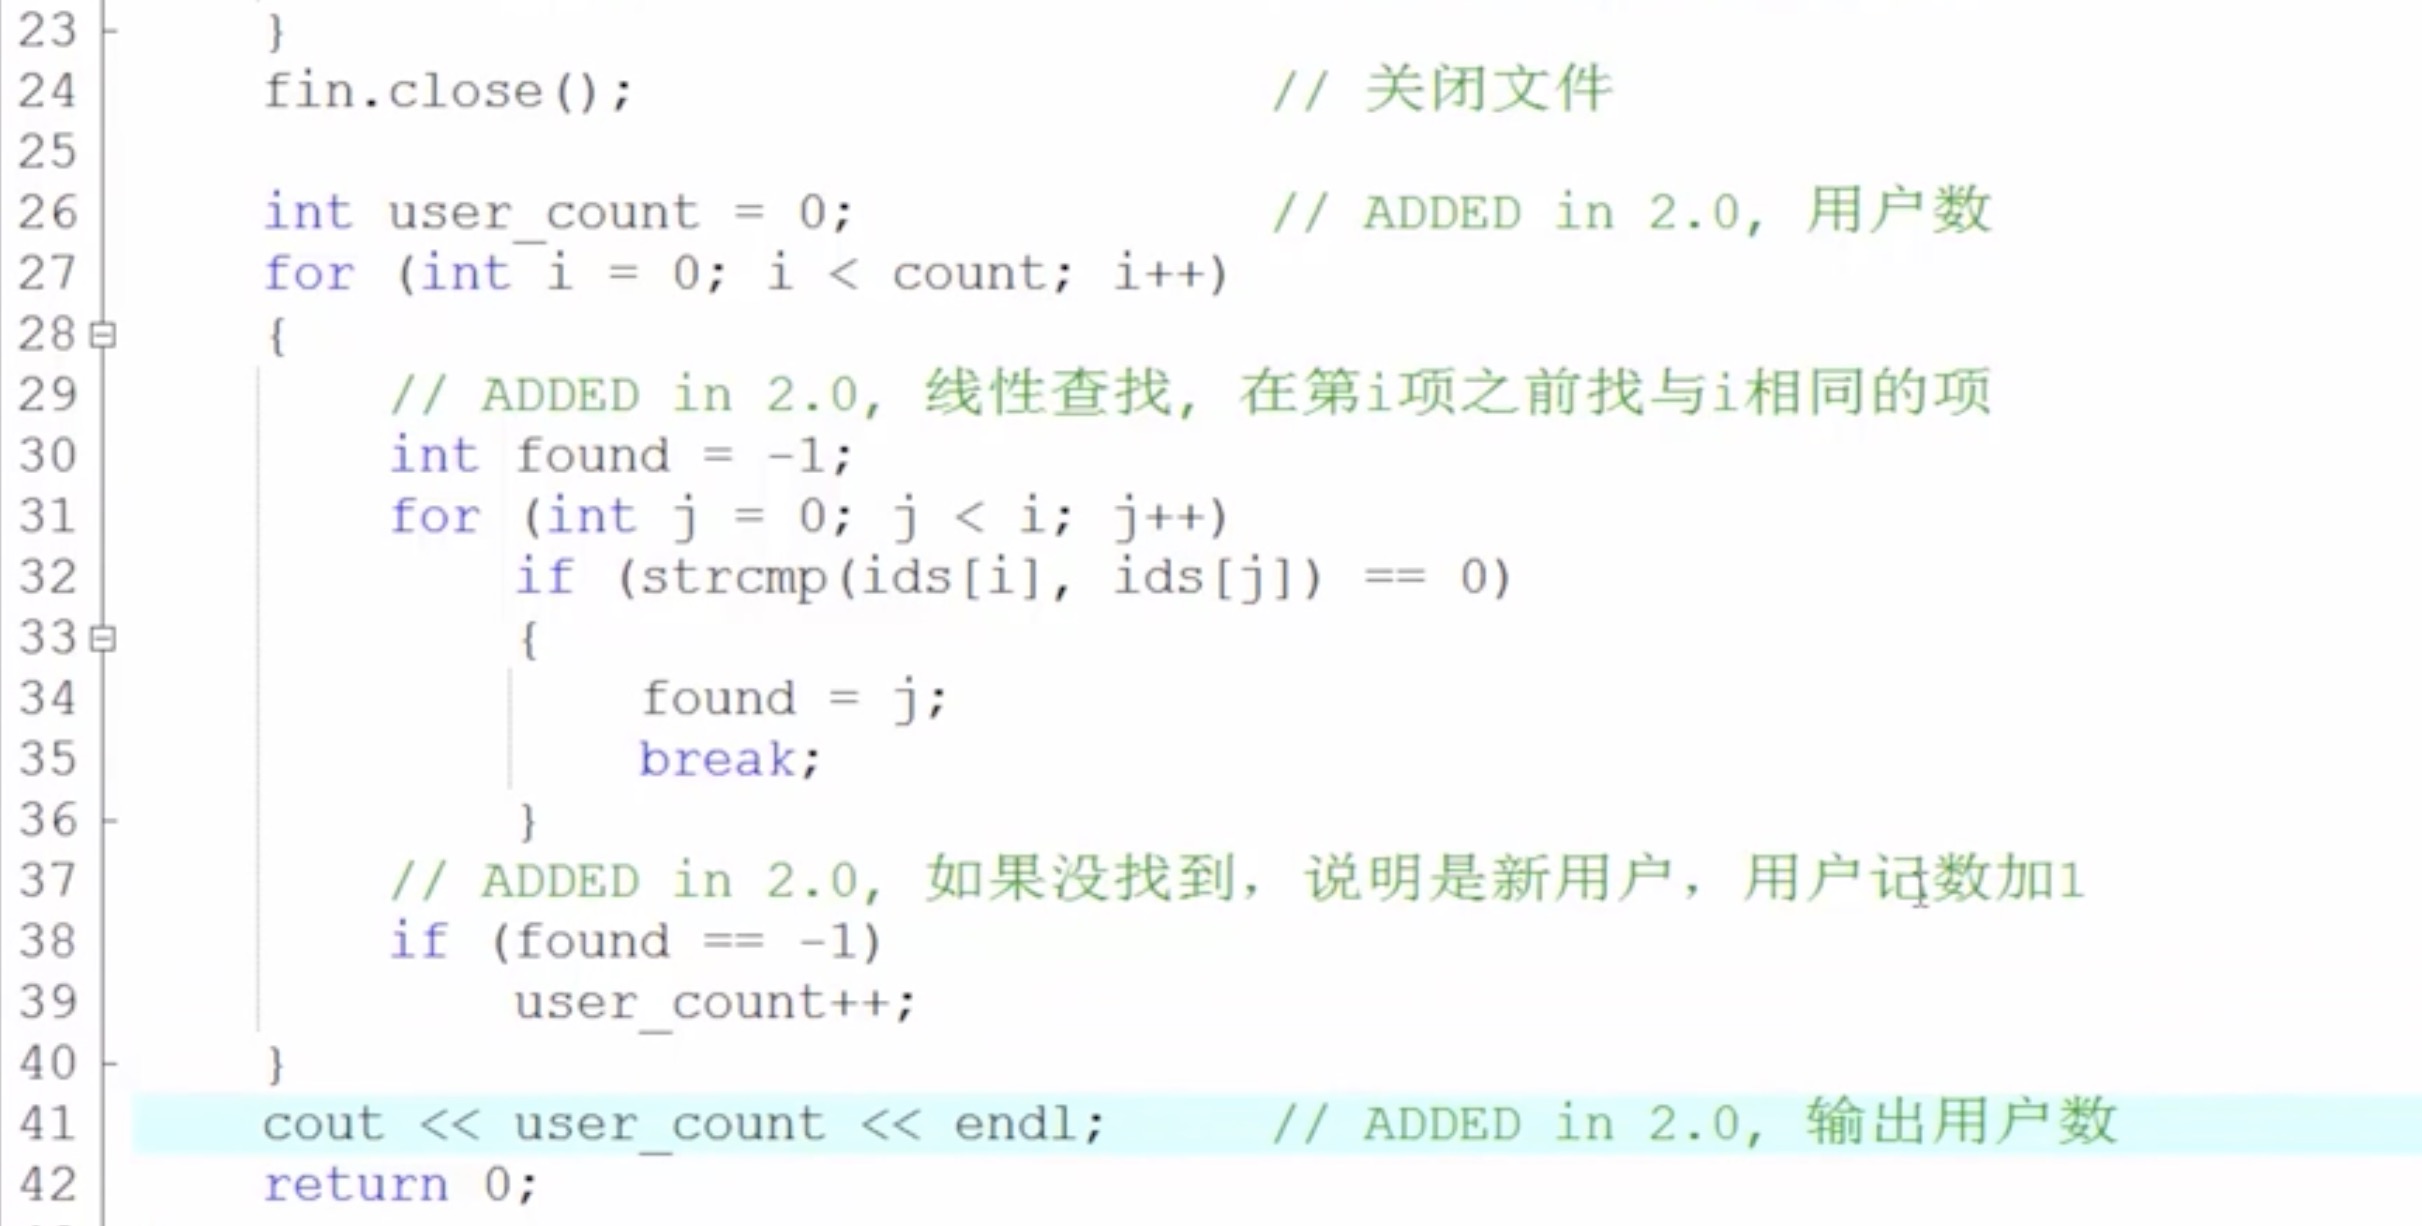 23 }
24 fin.close(); // 关闭文件
25
26 int user_count = 0; // ADDED in 2.0, 用户数
27 for (int i = 0; i < count; i++)
28 {
29 // ADDED in 2.0, 线性查找, 在第i项之前找与i相同的项
30 int found = -1;
31 for (int j = 0; j < i; j++)
32 if (strcmp(ids[i], ids[j]) == 0)
33 {
34 found = j;
35 break;
36 }
37 // ADDED in 2.0, 如果没找到，说明是新用户，用户记数加1
38 if (found == -1)
39 user_count++;
40 }
41 cout << user_count << endl; // ADDED in 2.0, 输出用户数
42 return 0;